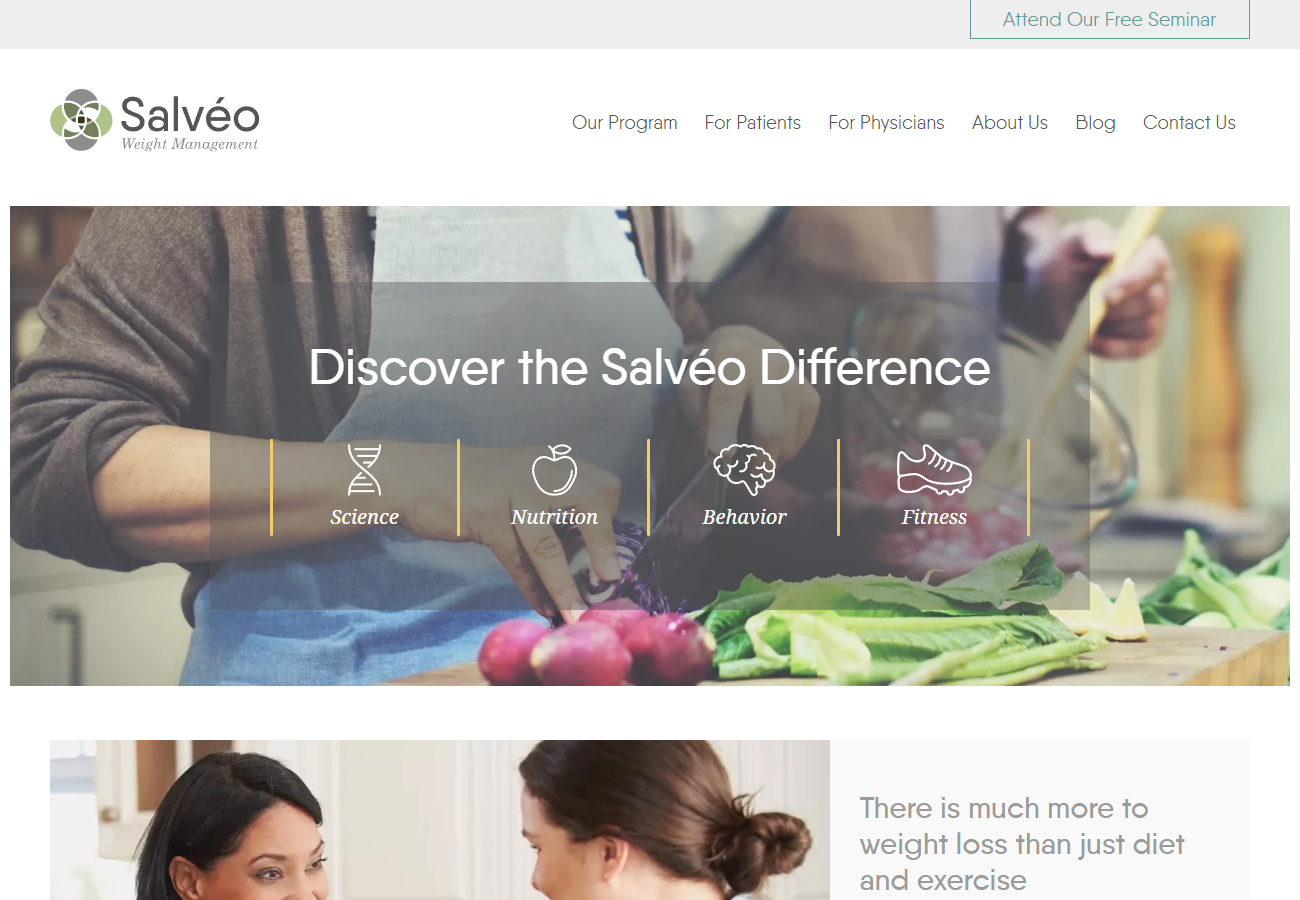 Attend Our Free Seminar
Salvéo
Weight Management
Our Program For Patients For Physicians About Us Blog Contact Us
Discover the Salvéo Difference
Science Nutrition Behavior Fitness
There is much more to
weight loss than just diet
and exercise